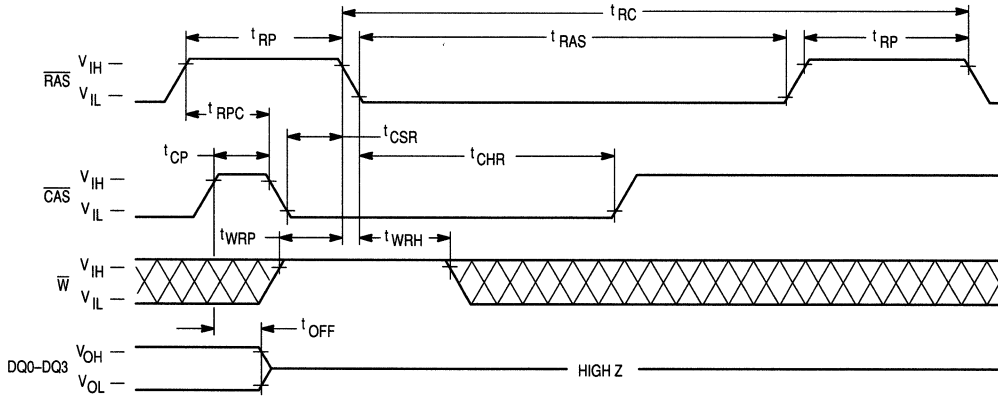 tRC
tRP
tRAS
tRP
RAS
VIH
VIL
tRPC
tCSR
tCP
tCHR
CAS
VIH
VIL
tWRP
tWRH
W
VIH
VIL
tOFF
DQ0–DQ3
VOH
VOL
HIGH Z